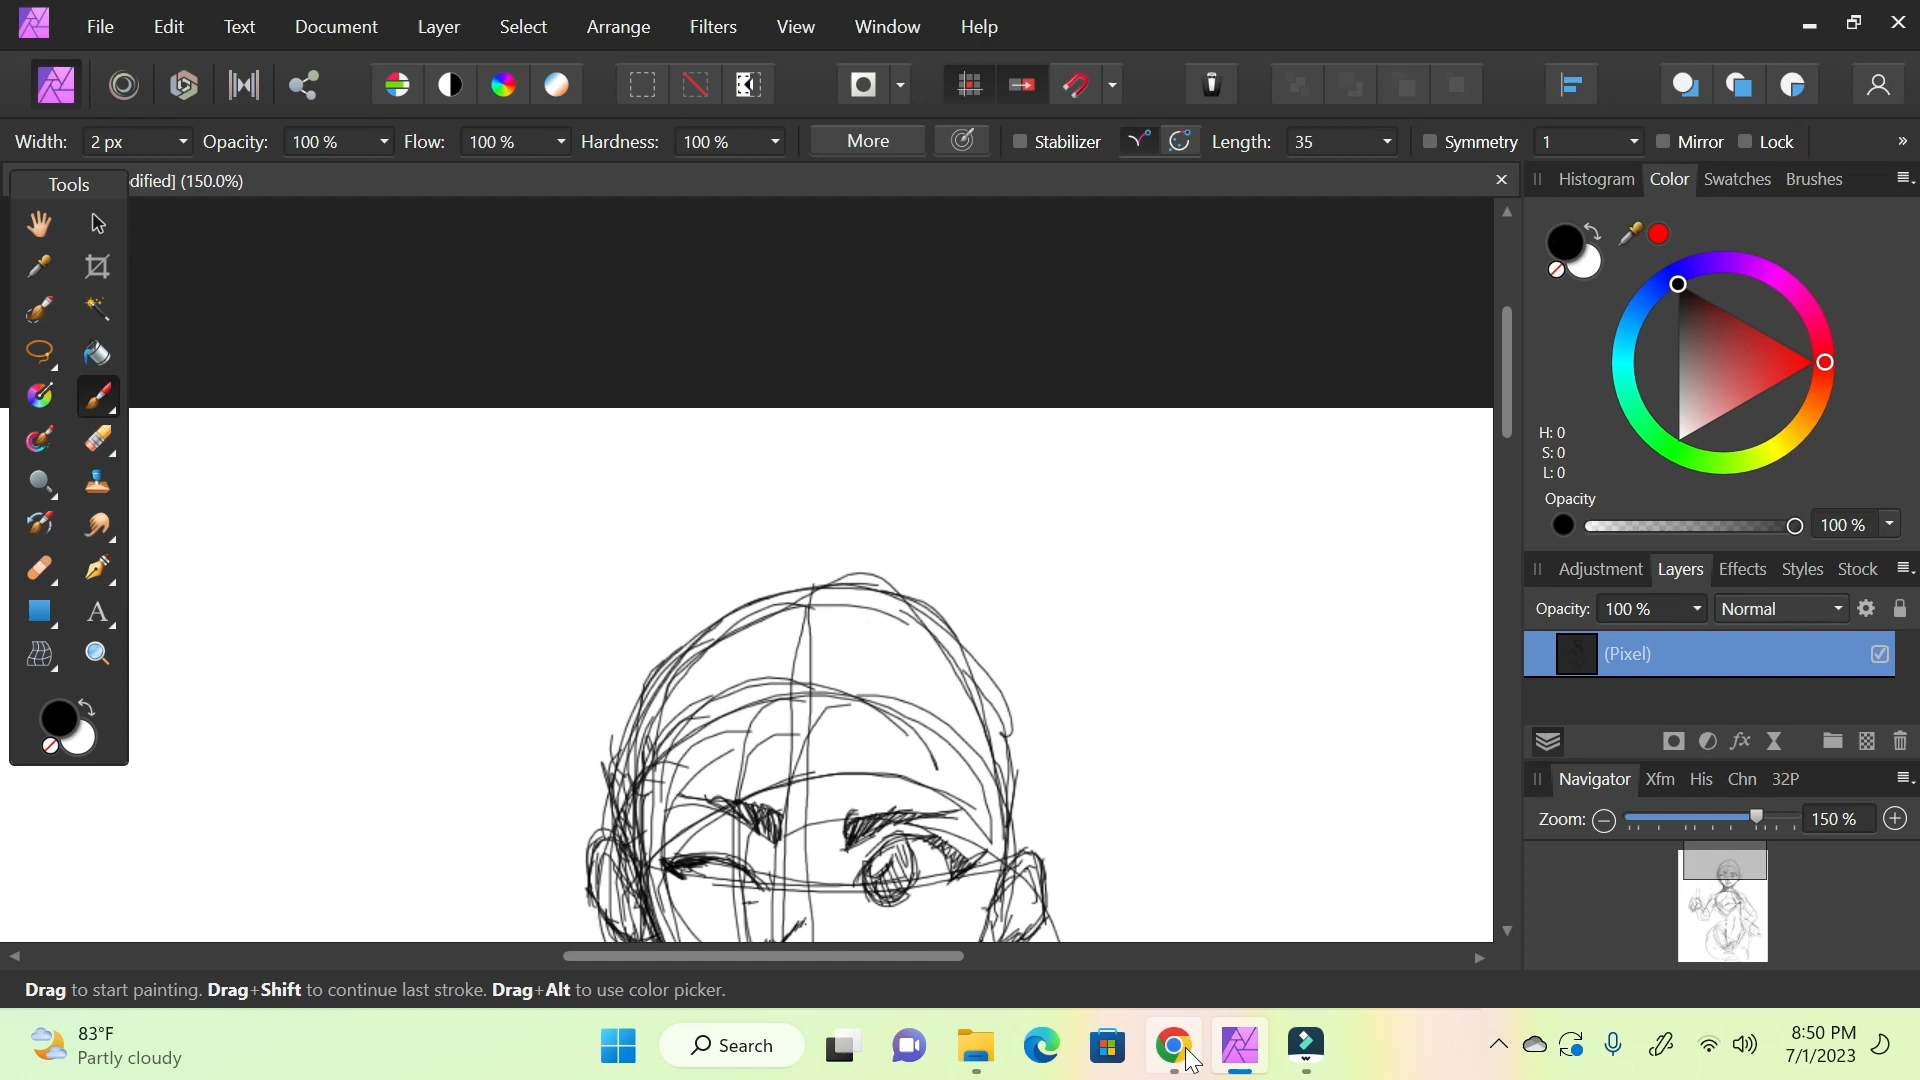 File Edit Text Document Layer Select Arrange Filters View Window Help
Width: 2 px Opacity: 100 % Flow: 100 % Hardness: 100 % More Stabilizer Length: 35 Symmetry 1 Mirror Lock »
Tools
dified] (150.0%)
Histogram Color Swatches Brushes
H: 0
S: 0
L: 0
Opacity
100 %
Adjustment Layers Effects Styles Stock
Opacity: 100 % Normal
(Pixel)
Navigator Xfm His Chn 32P
Zoom: 150 %
Drag to start painting. Drag+Shift to continue last stroke. Drag+Alt to use color picker.
83°F
Partly cloudy
Search
8:50 PM
7/1/2023